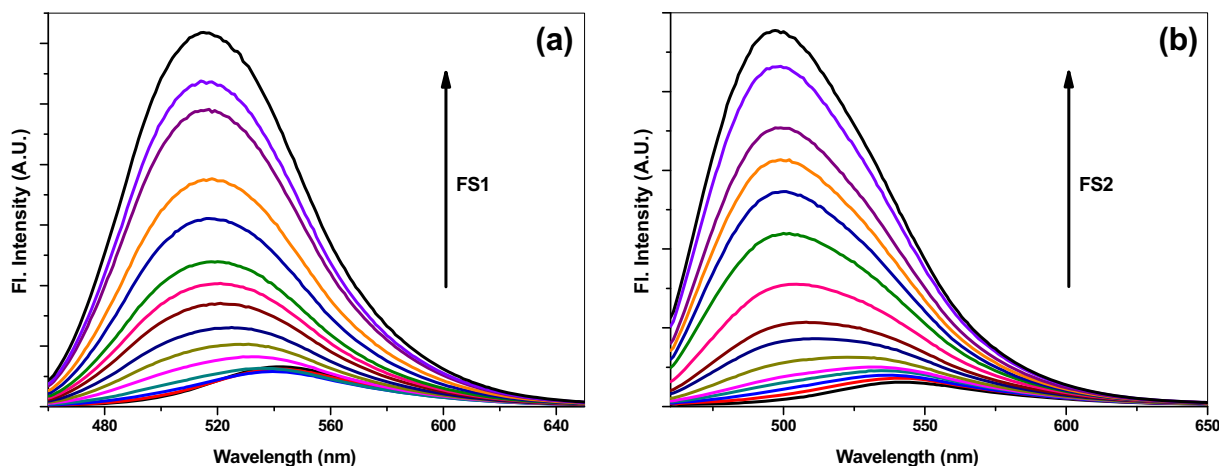 (a)
Fl. Intensity (A.U.)
FS1
480 520 560 600 640
Wavelength (nm)
(b)
Fl. Intensity (A.U.)
FS2
500 550 600 650
Wavelength (nm)